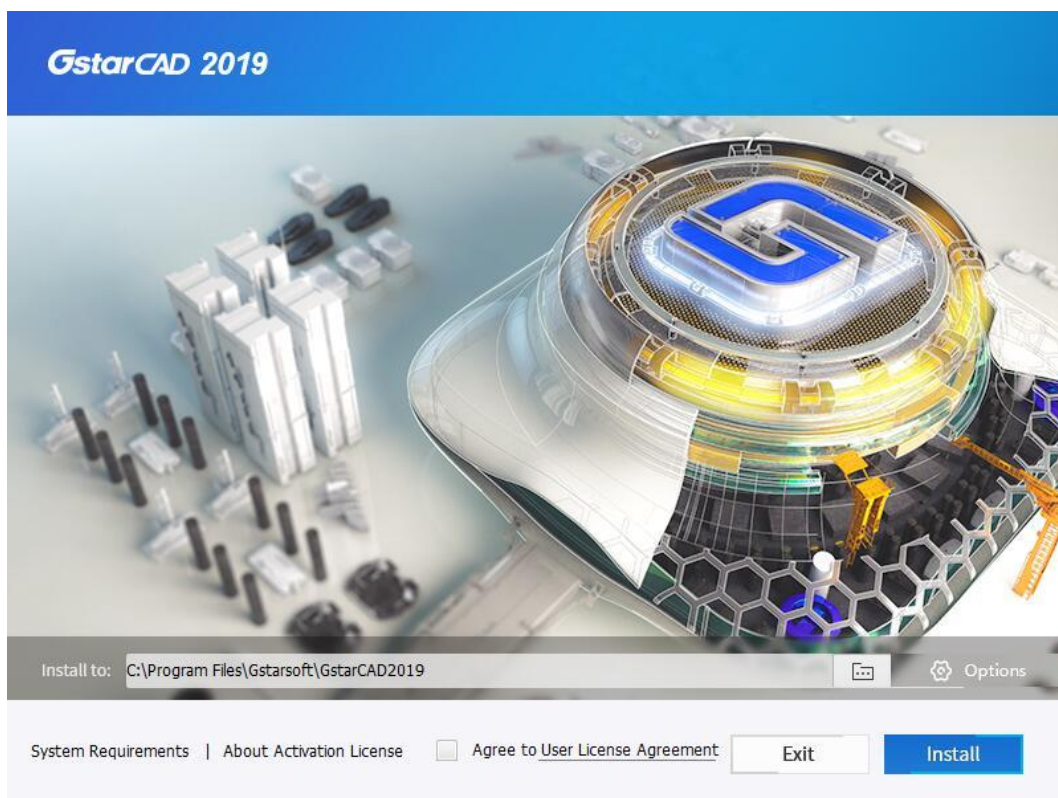 GstarCAD 2019
Install to: C:\Program Files\Gstarsoft\GstarCAD2019 Options
System Requirements | About Activation License Agree to User License Agreement Exit Install